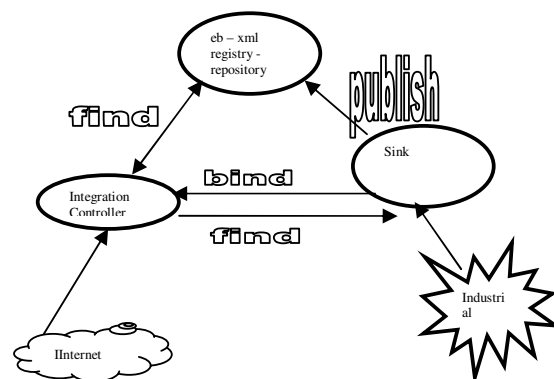 eb – xml
registry -
repository
publish
find
Sink
bind
Integration
Controller
find
Industri
al
IInternet